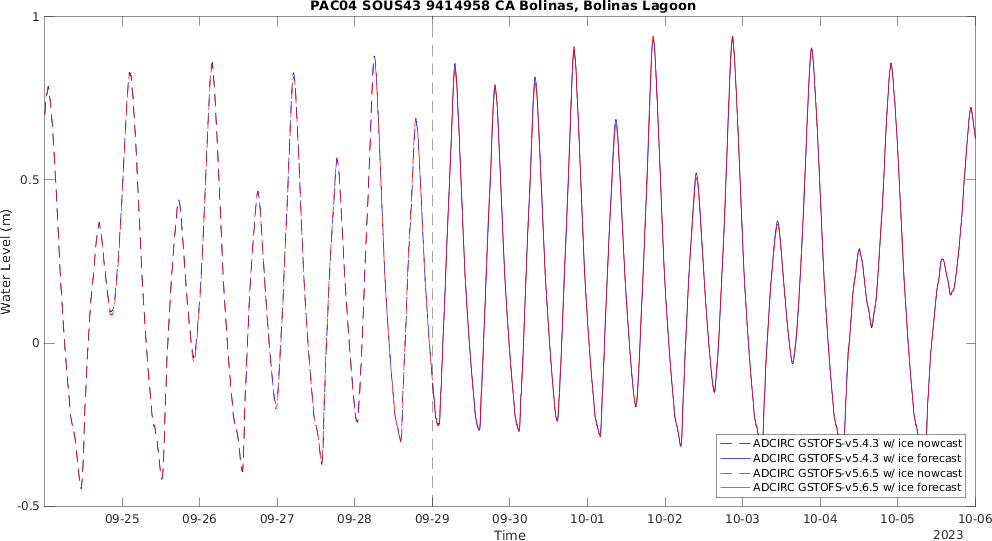 PAC04 SOUS43 9414958 CA Bolinas, Bolinas Lagoon
1
0.5
0
-0.5
Water Level (m)
ADCIRC GSTOFS-v5.4.3 w/ ice nowcast
ADCIRC GSTOFS-v5.4.3 w/ ice forecast
ADCIRC GSTOFS-v5.6.5 w/ ice nowcast
ADCIRC GSTOFS-v5.6.5 w/ ice forecast
09-25 09-26 09-27 09-28 09-29 09-30 10-01 10-02 10-03 10-04 10-05 10-06
Time
2023